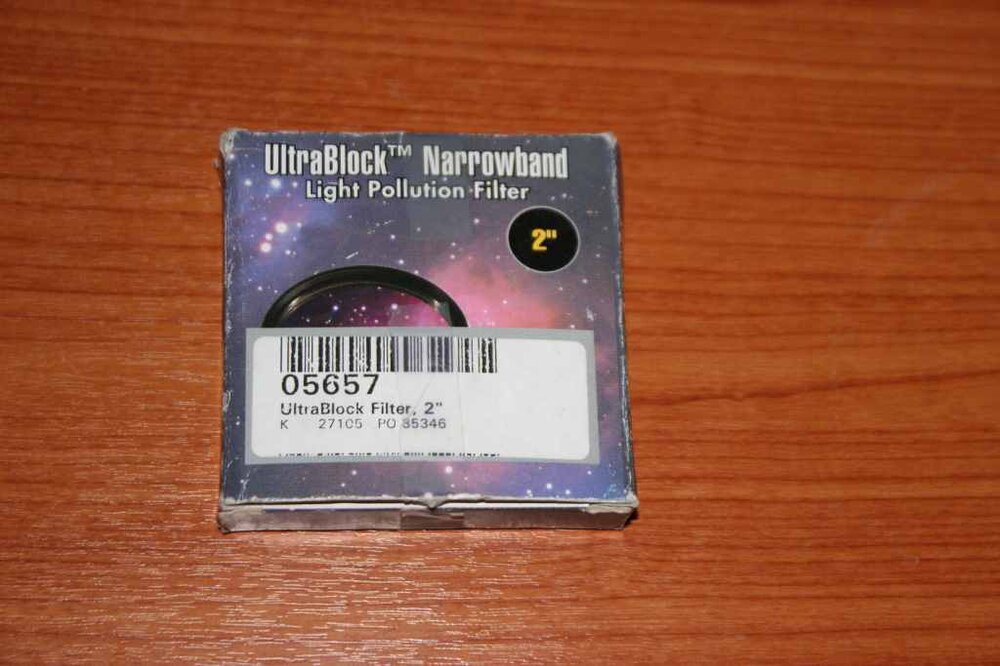 UltraBlock™ Narrowband
Light Pollution Filter
2"
05657
UltraBlock Filter, 2"
K 27105 PO 35346